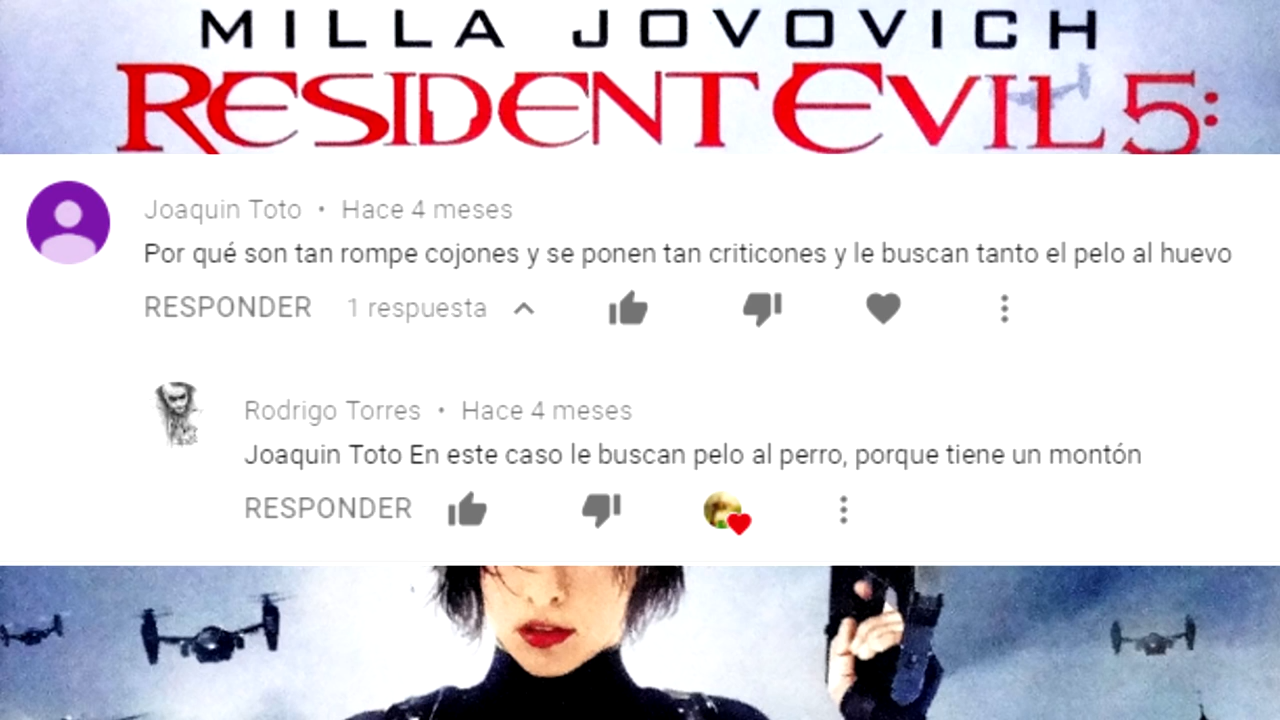 MILLA JOVOVICH
RESIDENT EVIL 5:
Joaquin Toto • Hace 4 meses
Por qué son tan rompe cojones y se ponen tan criticones y le buscan tanto el pelo al huevo
RESPONDER 1 respuesta
Rodrigo Torres • Hace 4 meses
Joaquin Toto En este caso le buscan pelo al perro, porque tiene un montón
RESPONDER